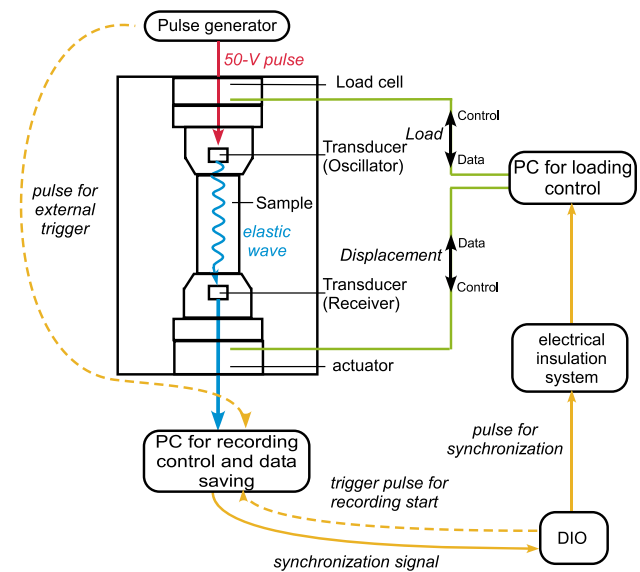 Pulse generator
50-V pulse
Load cell
Control
Load
Data
Transducer
(Oscillator)
PC for loading
control
pulse for
external
trigger
Sample
elastic
wave
Displacement
Data
Control
Transducer
(Receiver)
electrical
insulation
system
actuator
PC for recording
control and data
saving
pulse for
synchronization
trigger pulse for
recording start
DIO
synchronization signal